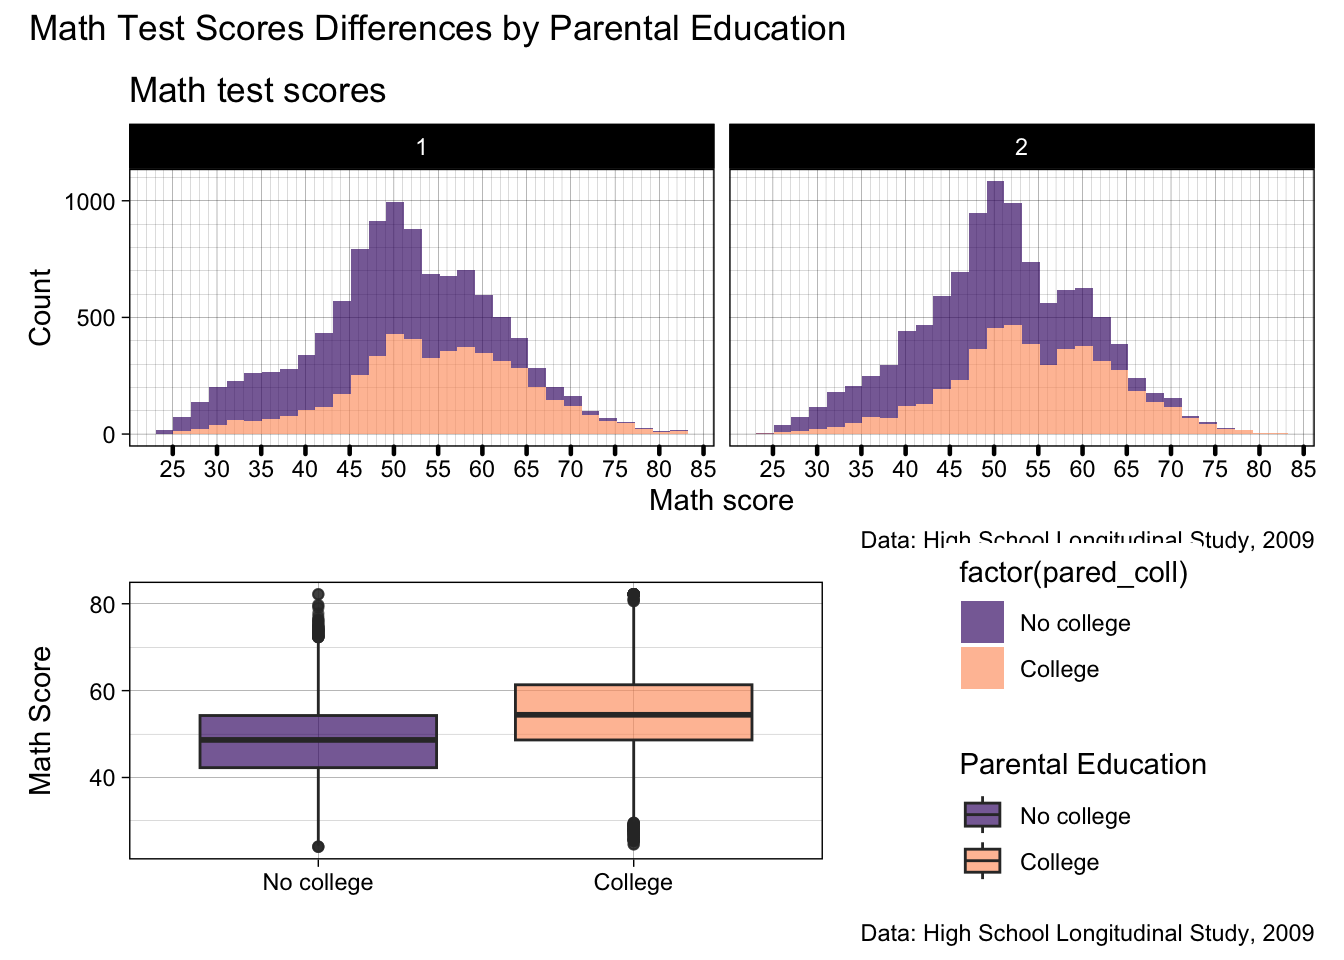 Math Test Scores Differences by Parental Education
Math test scores
1 2
Count
1000
500
0
25 30 35 40 45 50 55 60 65 70 75 80 85 25 30 35 40 45 50 55 60 65 70 75 80 85
Math score
Data: High School Longitudinal Study, 2009
Math Score
80
60
40
No college College
factor(pared_coll)
No college
College
Parental Education
No college
College
Data: High School Longitudinal Study, 2009